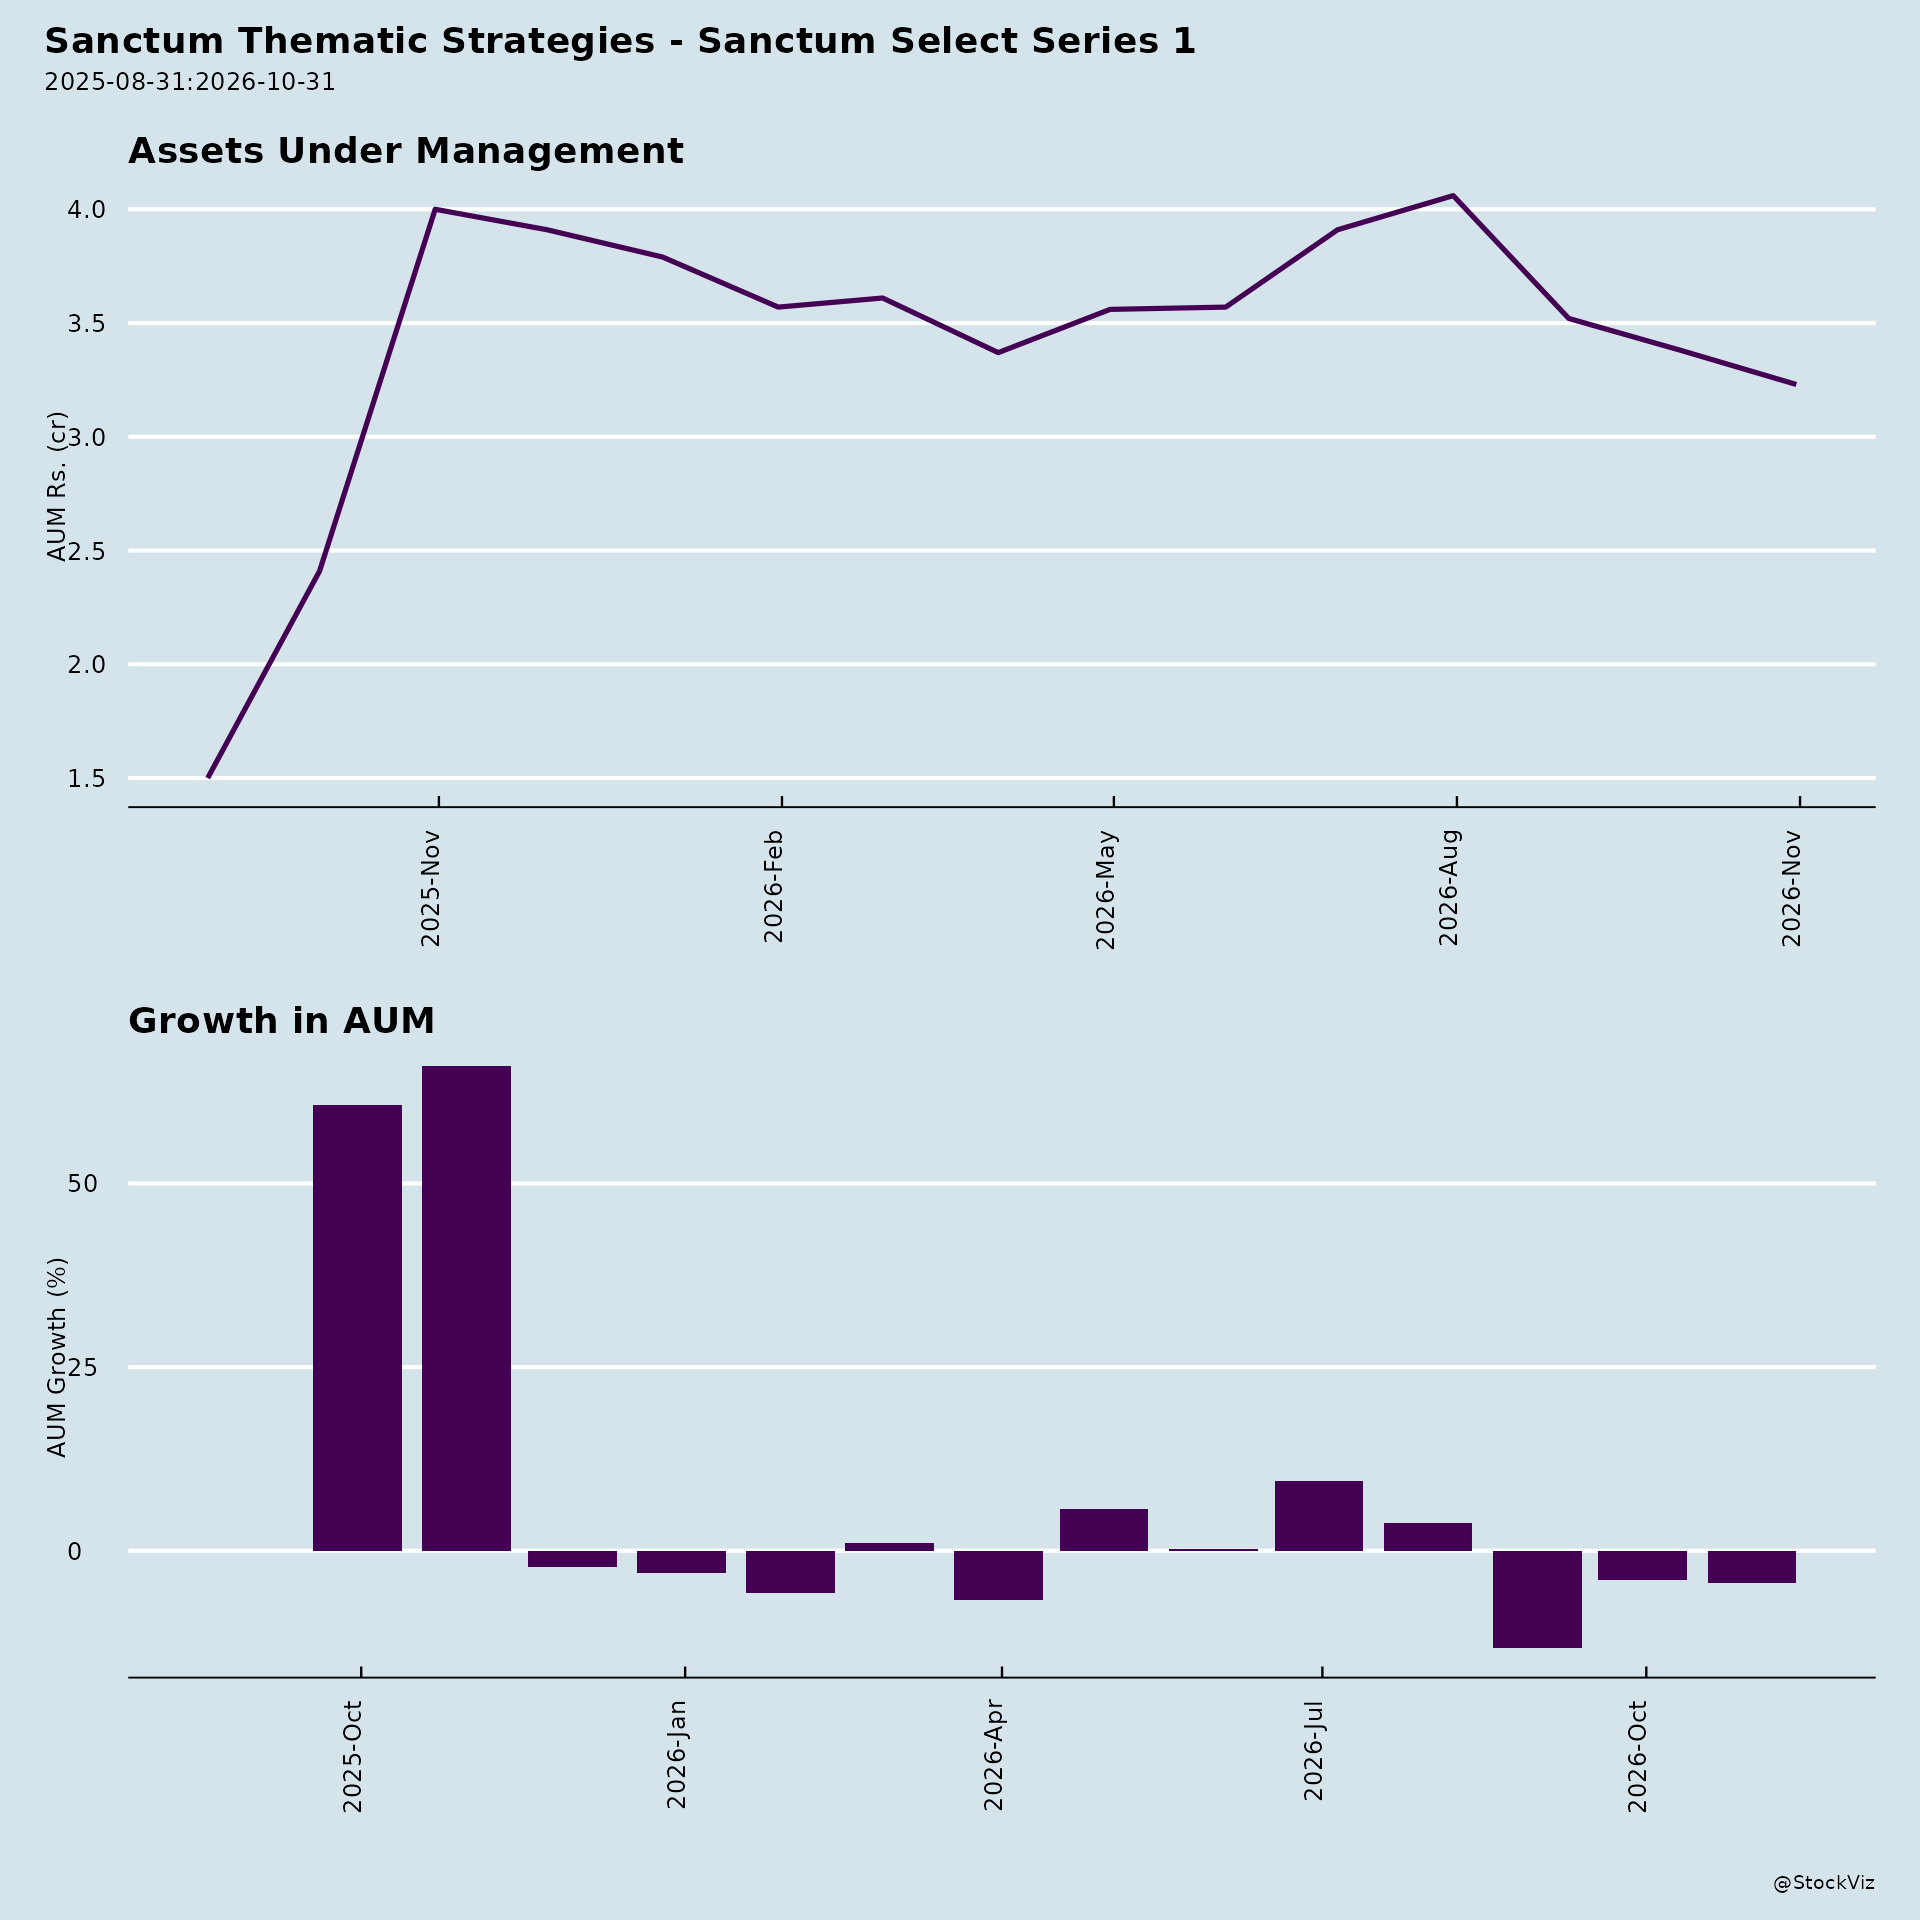 Sanctum Thematic Strategies - Sanctum Select Series 1
2025-08-31:2026-10-31
Assets Under Management
AUM Rs. (cr)
4.0
3.5
3.0
2.5
2.0
1.5
2025-Nov
2026-Feb
2026-May
2026-Aug
2026-Nov
Growth in AUM
AUM Growth (%)
50
25
0
2025-Oct
2026-Jan
2026-Apr
2026-Jul
2026-Oct
@StockViz